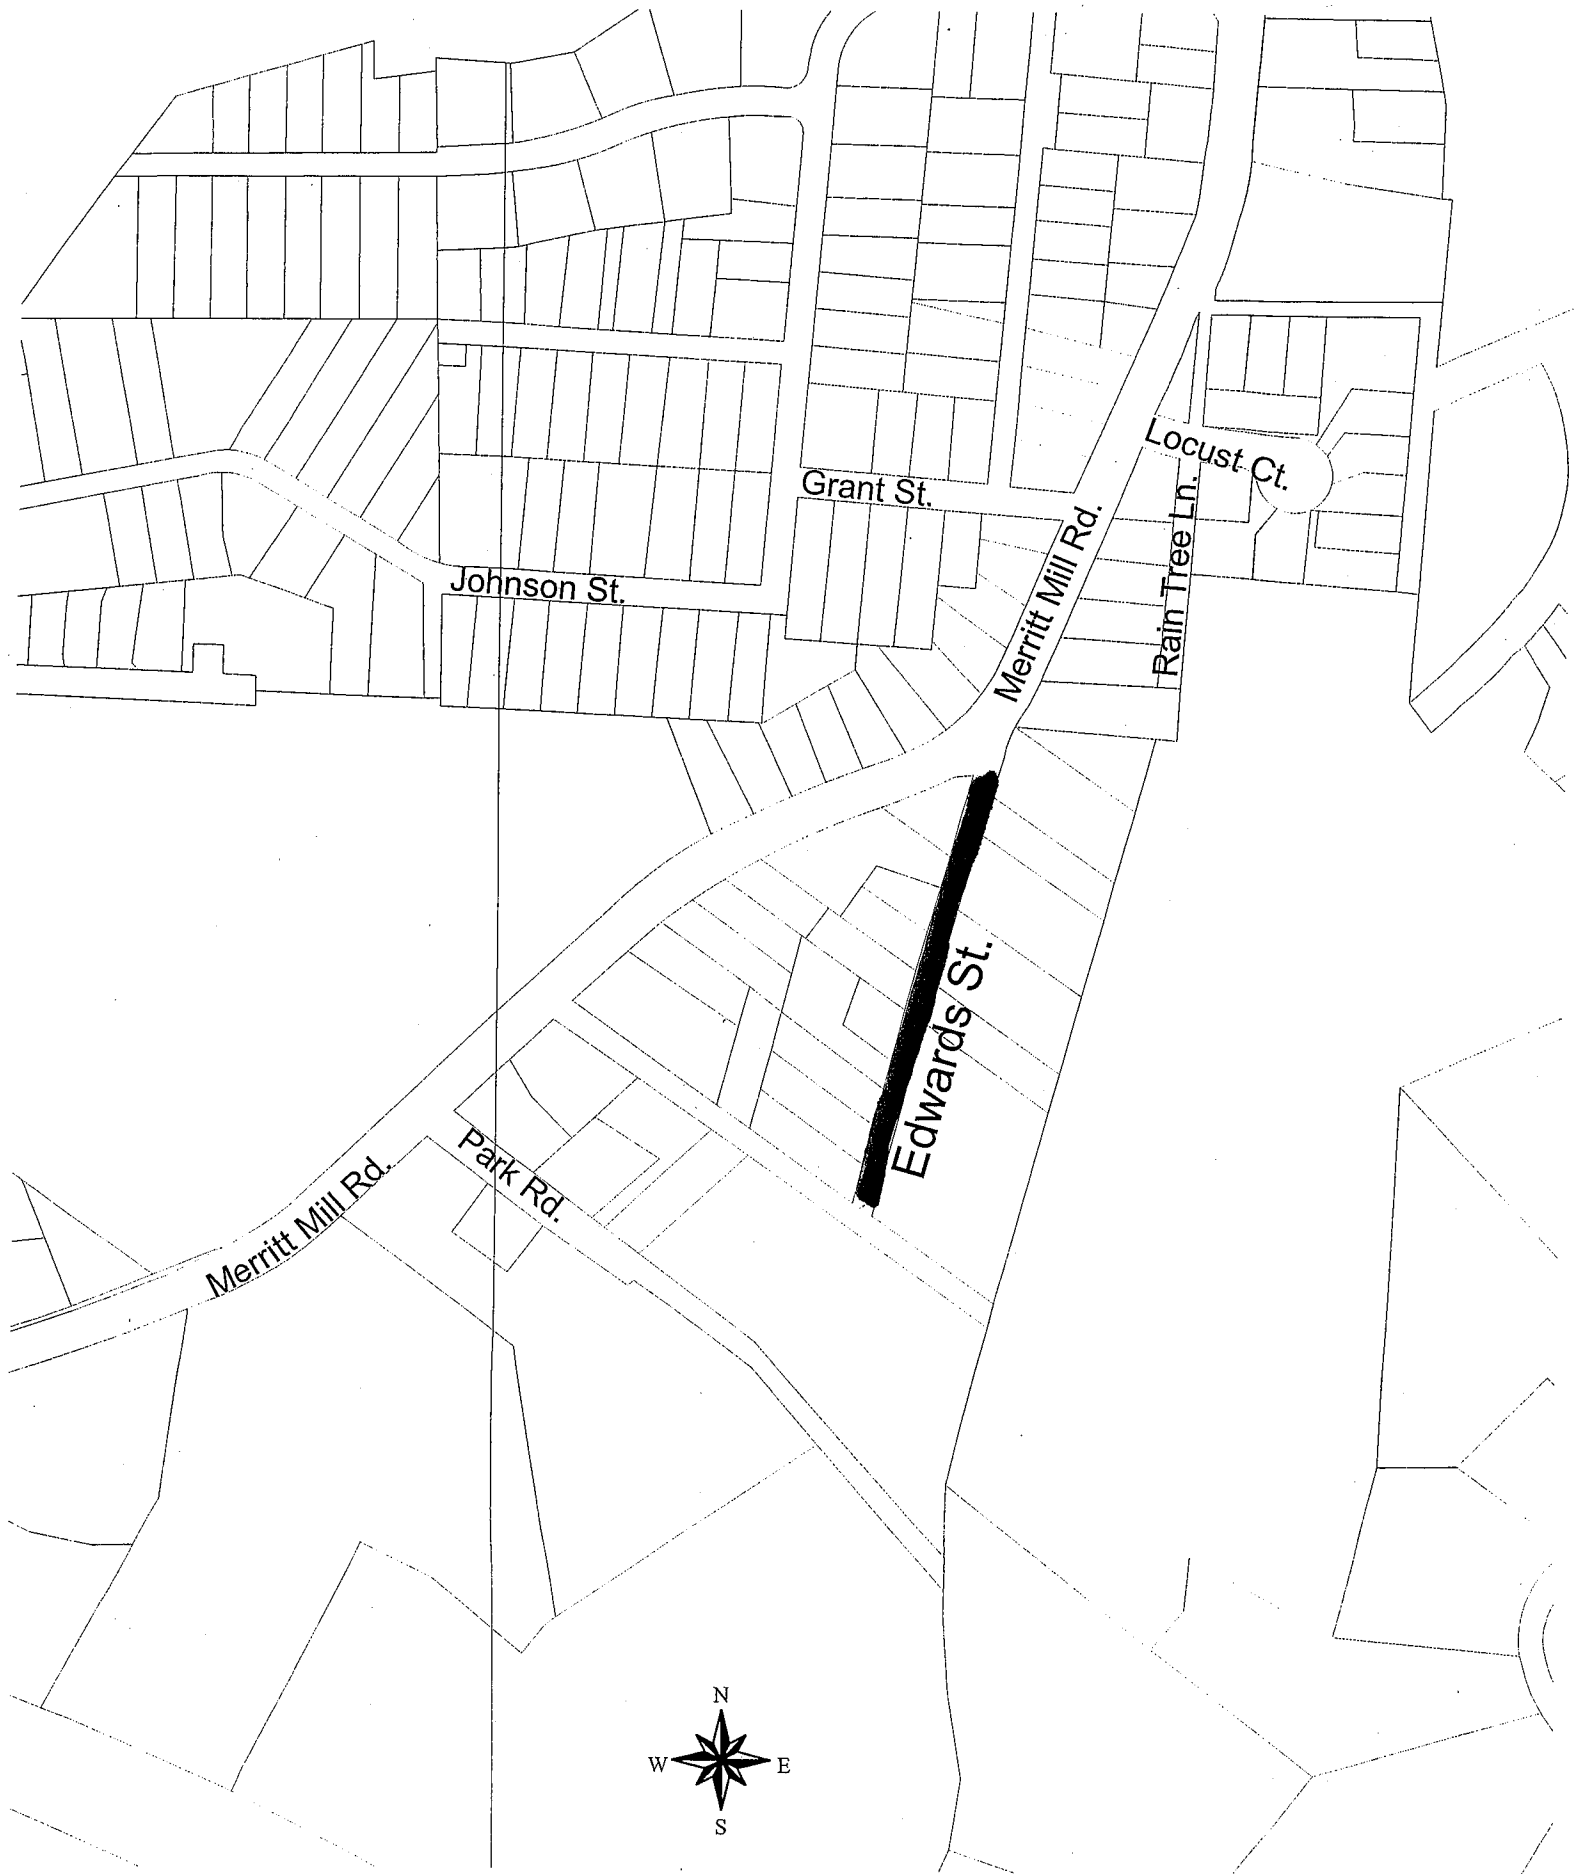 Locust Ct.
Grant St.
Rain Tree Ln.
Merritt Mill Rd.
Johnson St.
Edwards St.
Park Rd.
Merritt Mill Rd.
N
W
E
S